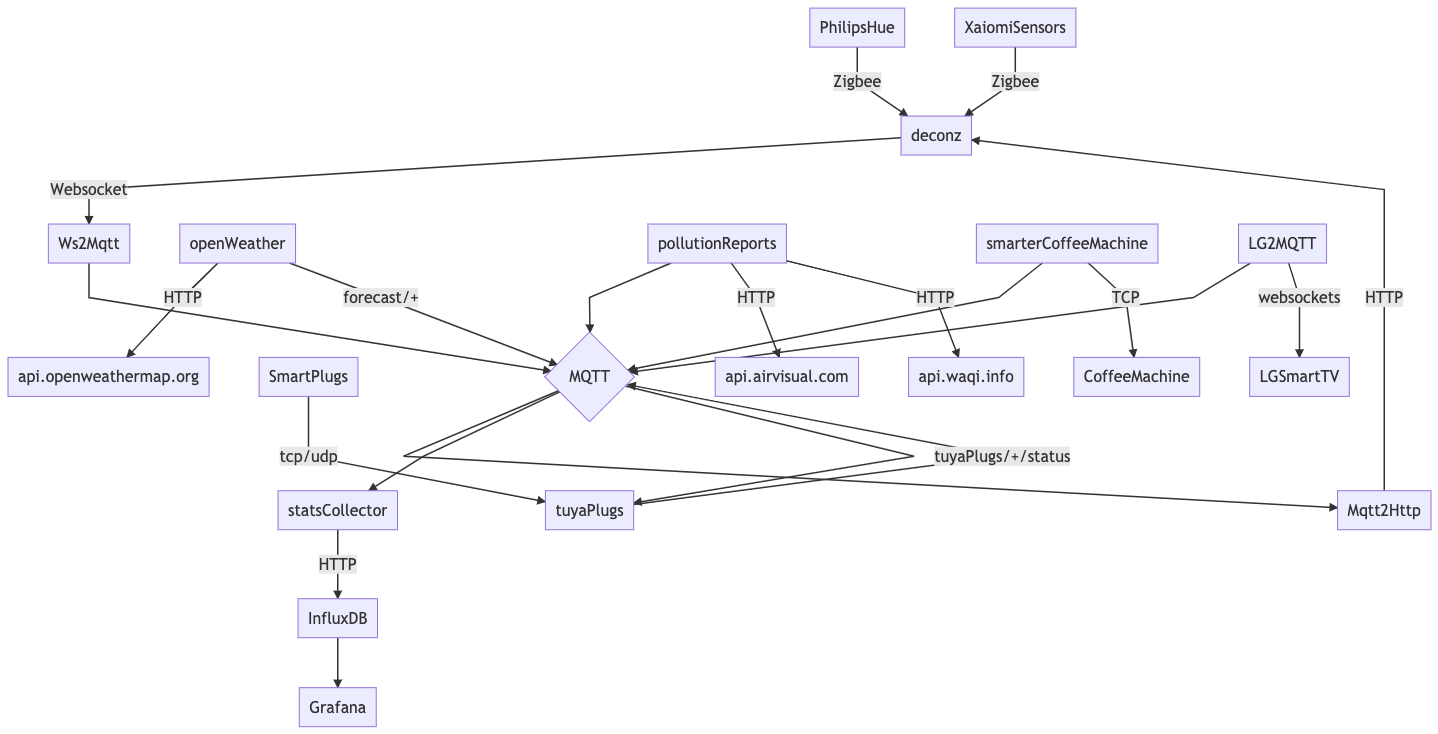 PhilipsHue
XaiomiSensors
Zigbee
Zigbee
deconz
Websocket
Ws2Mqtt
openWeather
pollutionReports
smarterCoffeeMachine
LG2MQTT
HTTP
forecast/+
HTTP
HTTP
TCP
websockets
HTTP
api.openweathermap.org
SmartPlugs
MQTT
api.airvisual.com
api.waqi.info
CoffeeMachine
LGSmartTV
tcp/udp
tuyaPlugs/+/status
statsCollector
tuyaPlugs
Mqtt2Http
HTTP
InfluxDB
Grafana